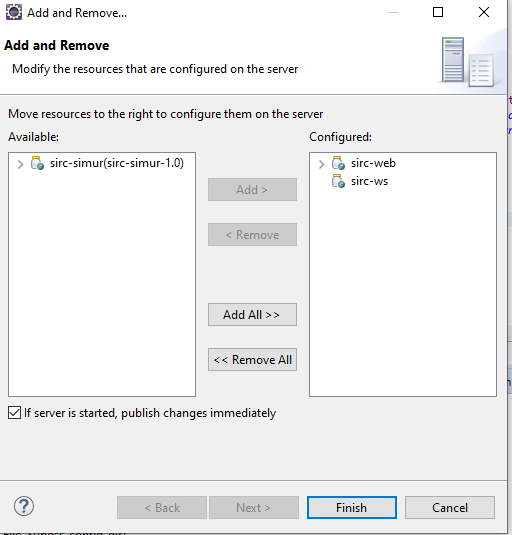 Add and Remove...
Add and Remove
Modify the resources that are configured on the server
Move resources to the right to configure them on the server
Available:
Configured:
sirc-simur(sirc-simur-1.0)
sirc-web
sirc-ws
Add >
< Remove
Add All >>
<< Remove All
If server is started, publish changes immediately
?
< Back
Next >
Finish
Cancel